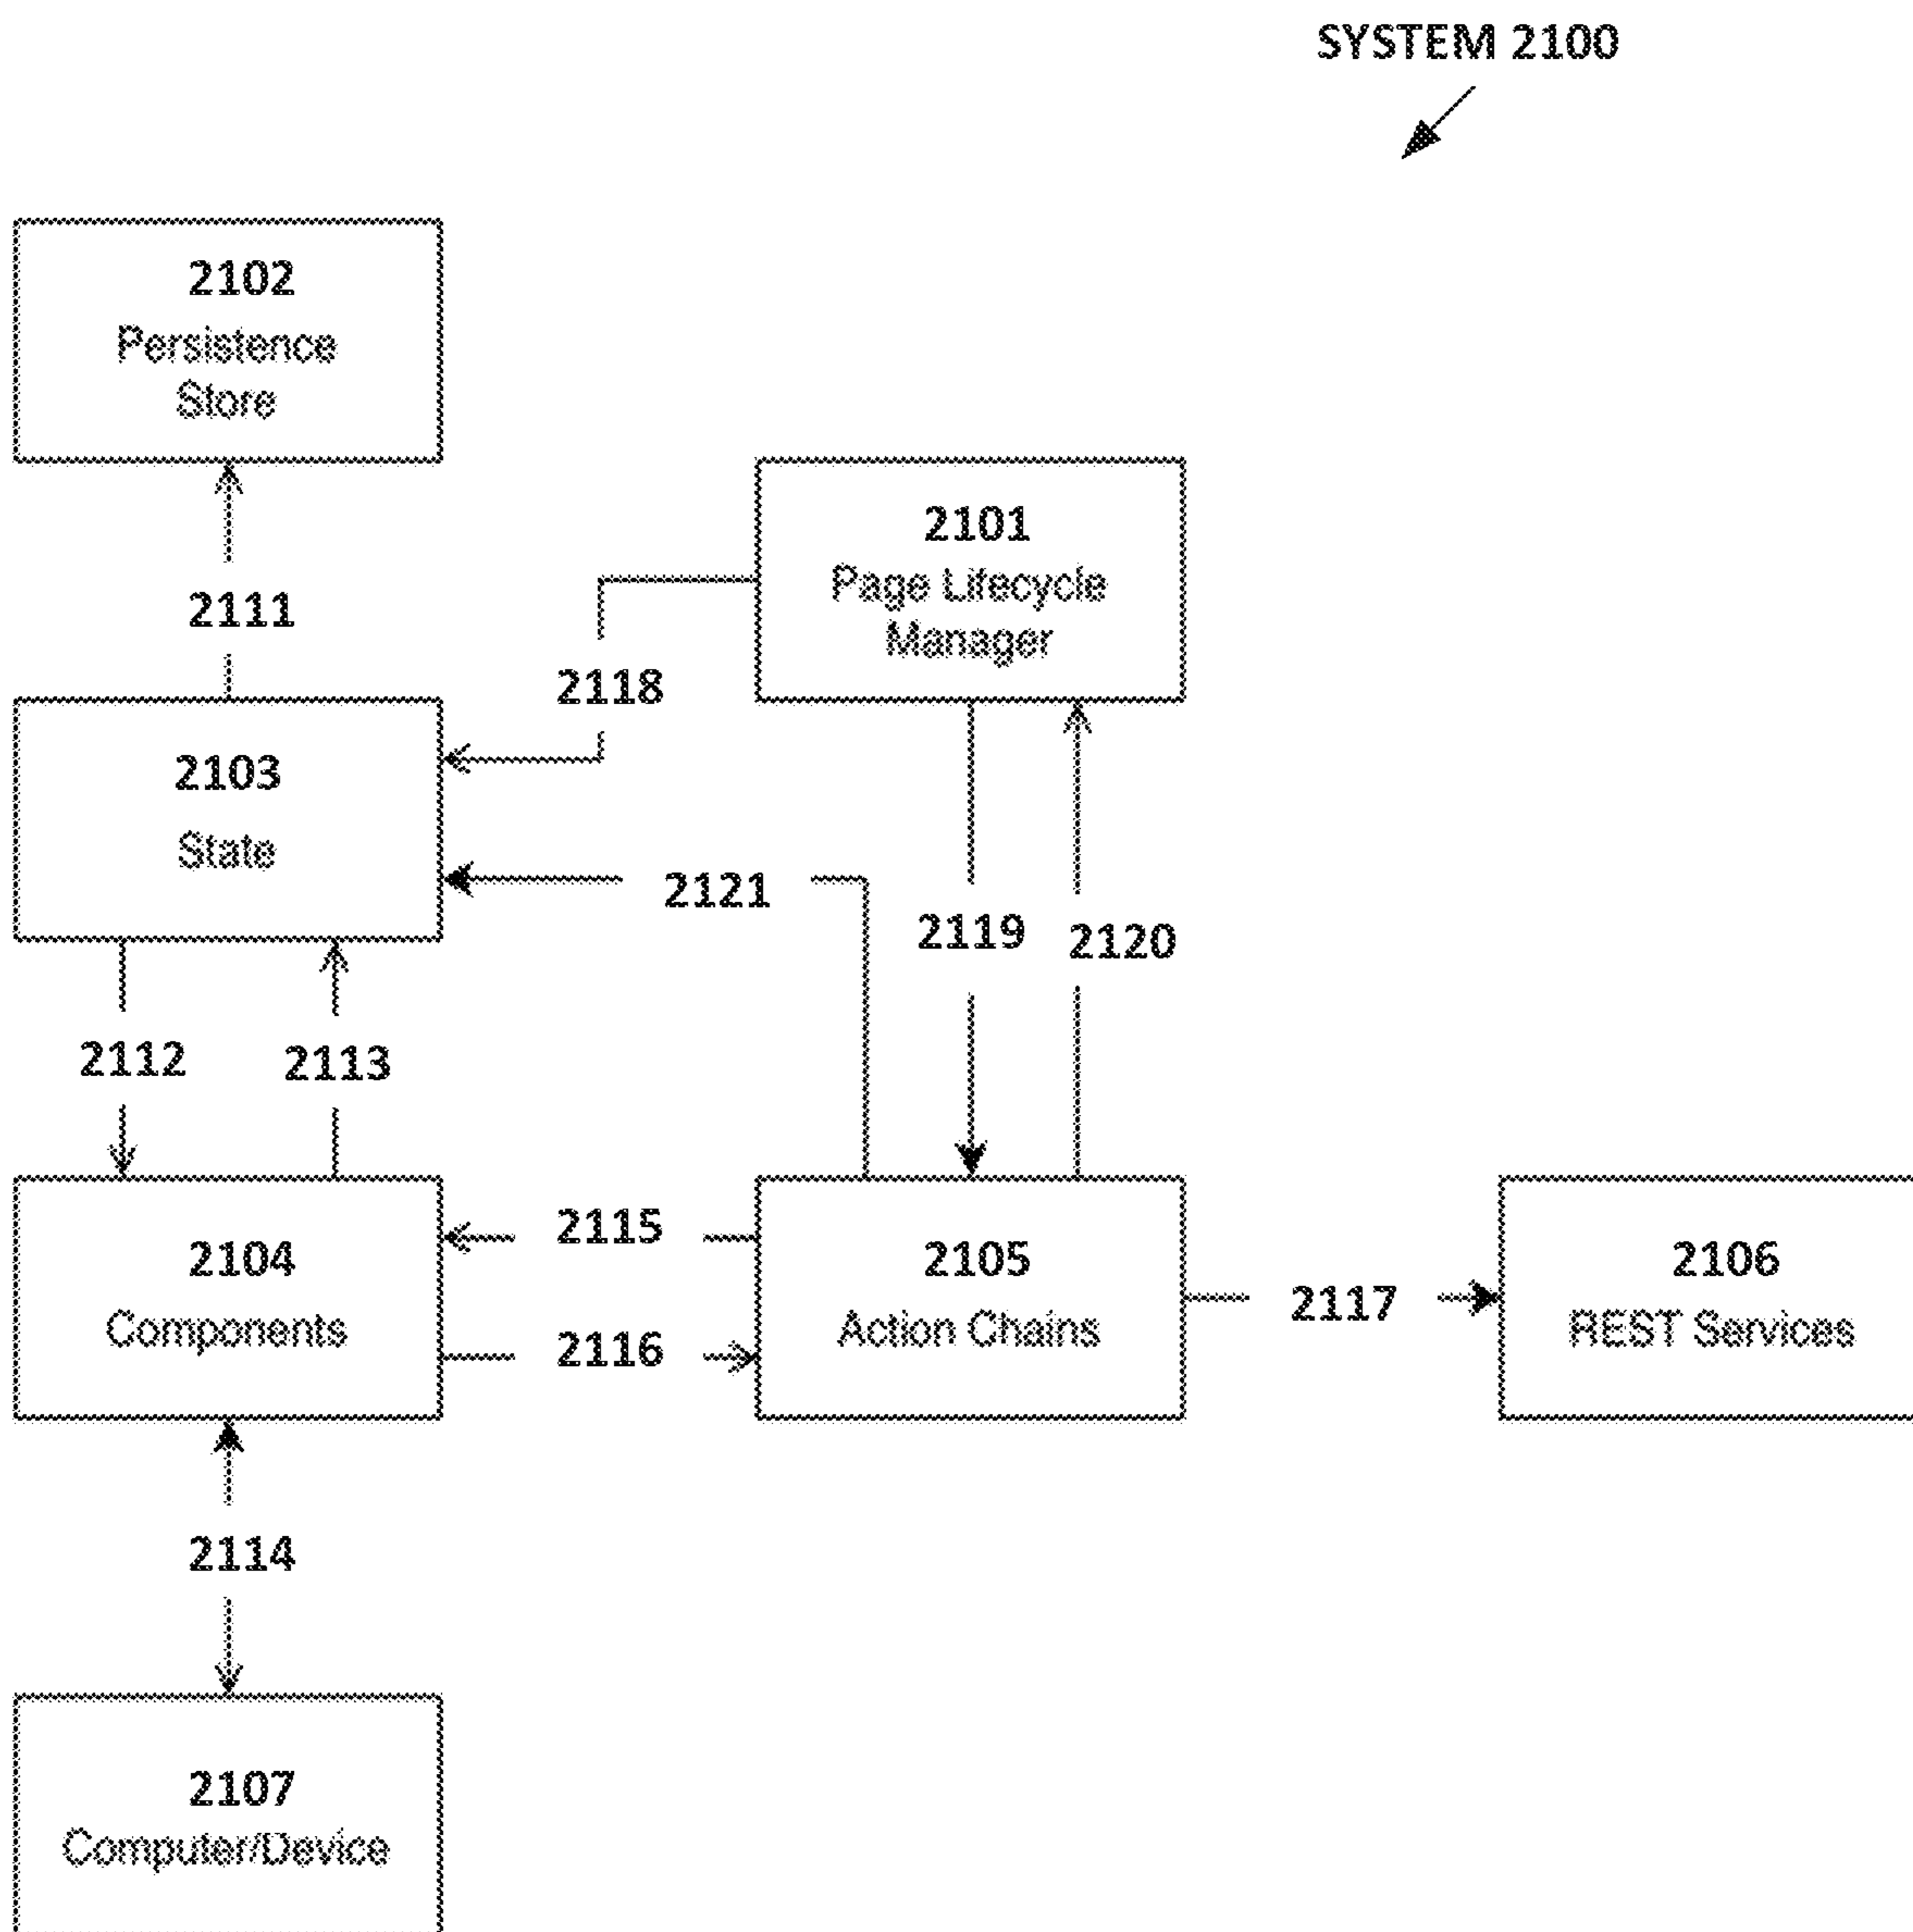 SYSTEM 2100
2102
Persistence
Store
2101
Page Lifecycle
Manager
2111
2118
2103
State
2121
2119
2120
2112
2113
2104
Components
2115
2116
2105
Action Chains
2117
2106
REST Services
2114
2107
Computer/Device